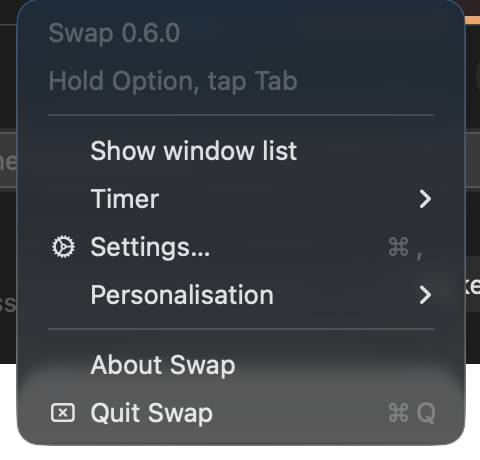 Swap 0.6.0
Hold Option, tap Tab
Show window list
Timer
Settings... ⌘ ,
Personalisation
About Swap
Quit Swap ⌘ Q